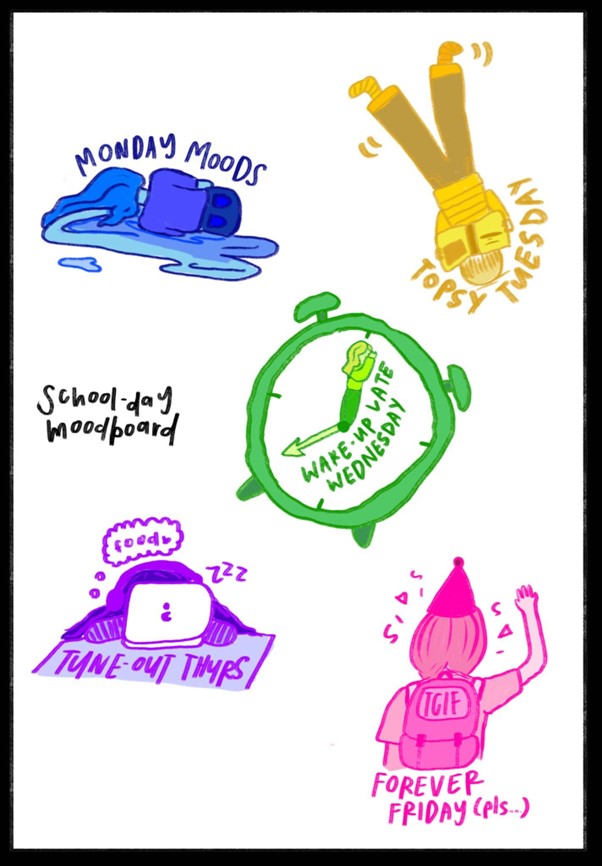 MONDAY MOODS
TOPSY TUESDAY
School-day
moodboard
WAKE-UP LATE
WEDNESDAY
food
zzz
TUNE-OUT THURS
TGIF
FOREVER
FRIDAY (pls..)